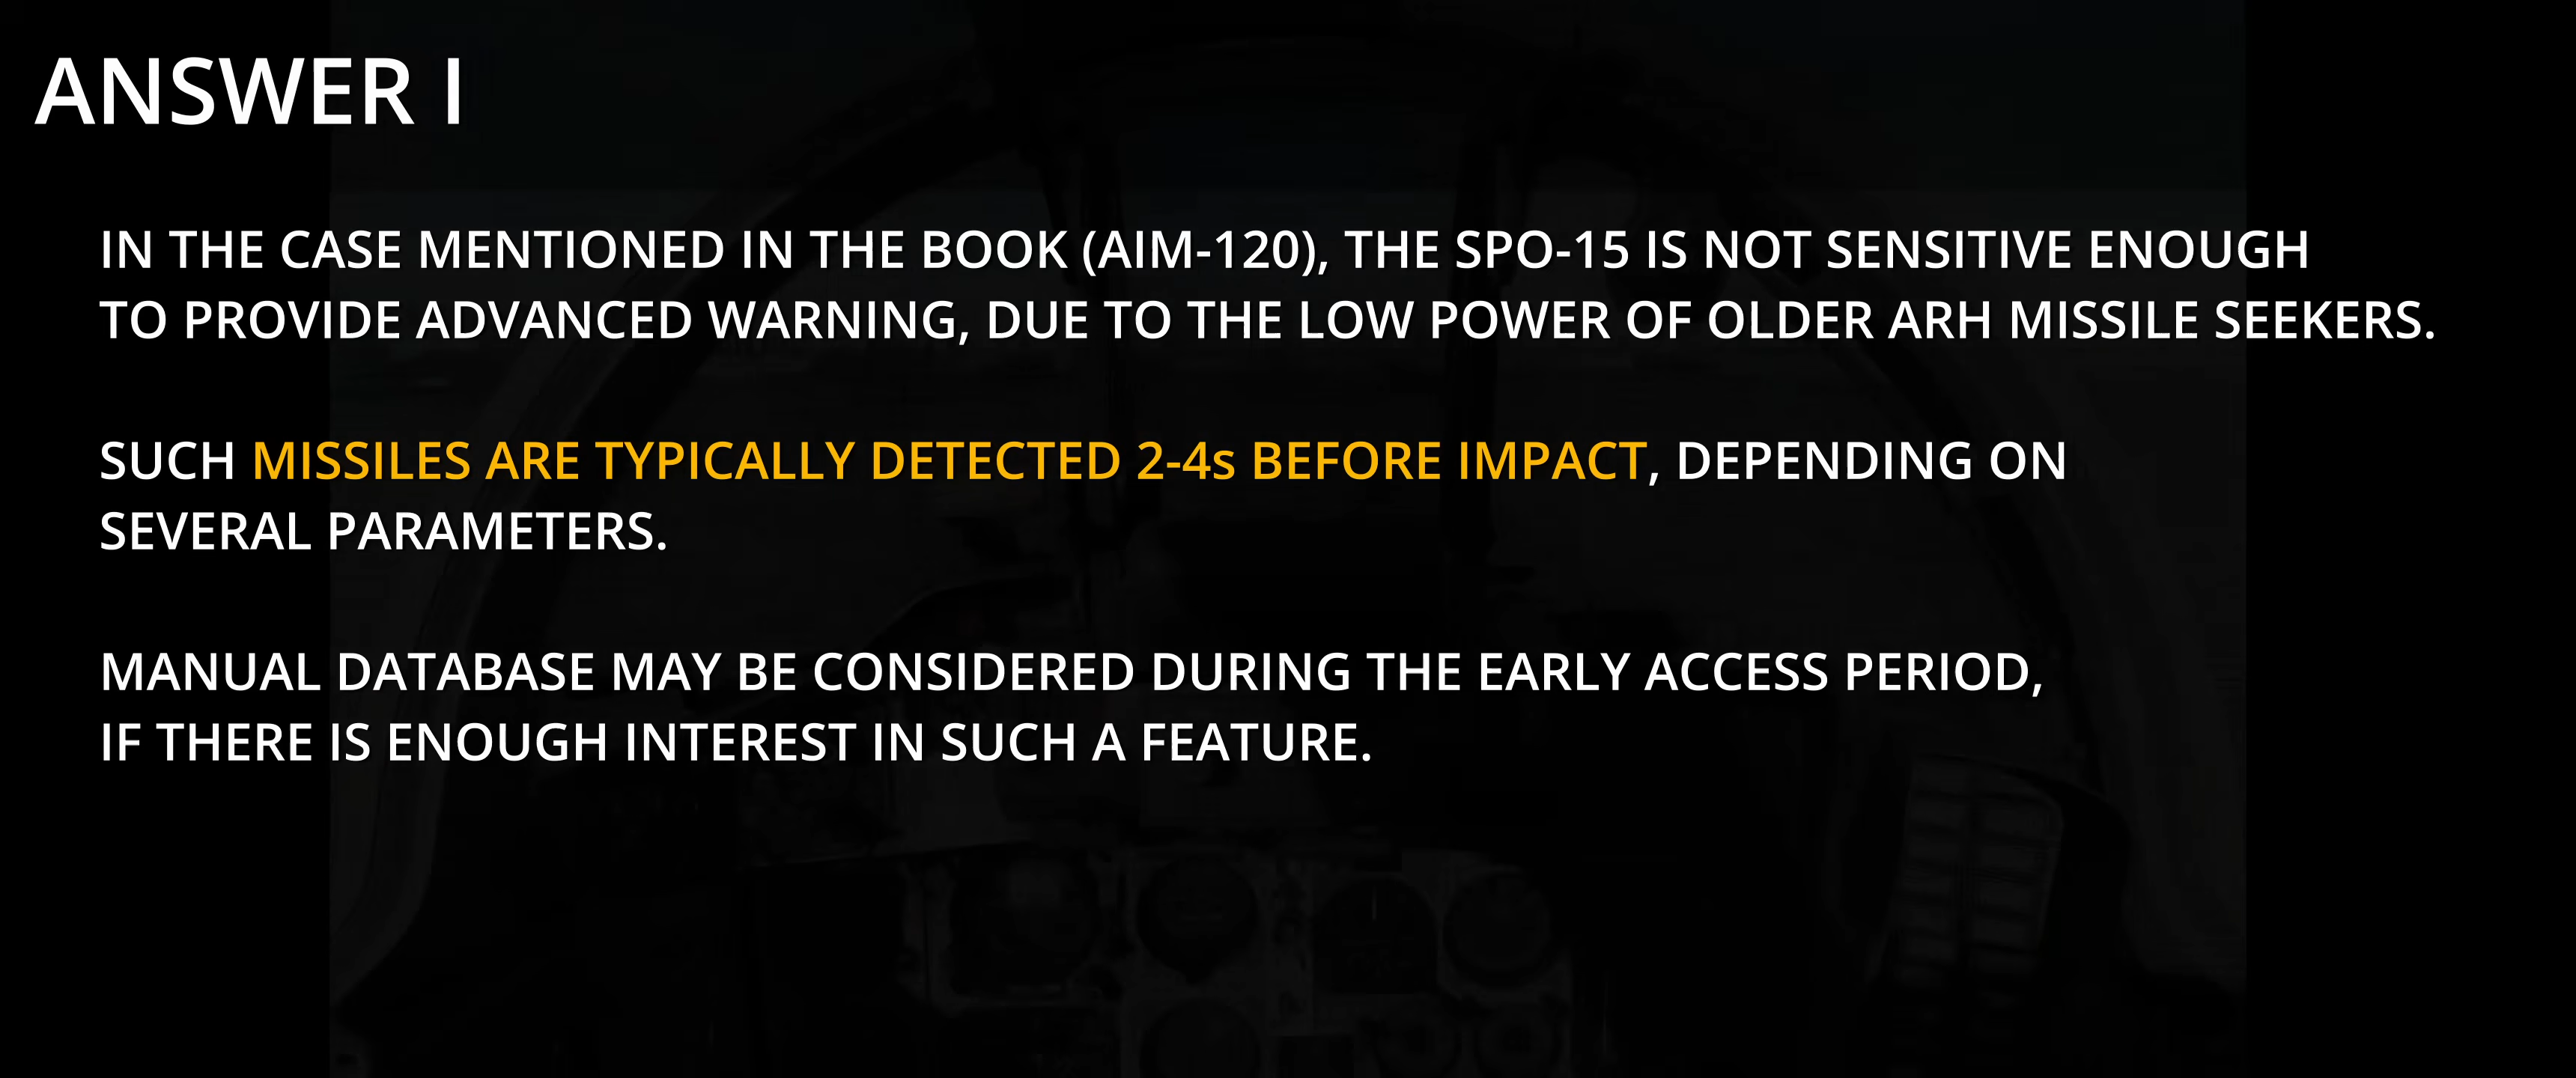 ANSWER I
IN THE CASE MENTIONED IN THE BOOK (AIM-120), THE SPO-15 IS NOT SENSITIVE ENOUGH
TO PROVIDE ADVANCED WARNING, DUE TO THE LOW POWER OF OLDER ARH MISSILE SEEKERS.
SUCH MISSILES ARE TYPICALLY DETECTED 2-4s BEFORE IMPACT, DEPENDING ON
SEVERAL PARAMETERS.
MANUAL DATABASE MAY BE CONSIDERED DURING THE EARLY ACCESS PERIOD,
IF THERE IS ENOUGH INTEREST IN SUCH A FEATURE.